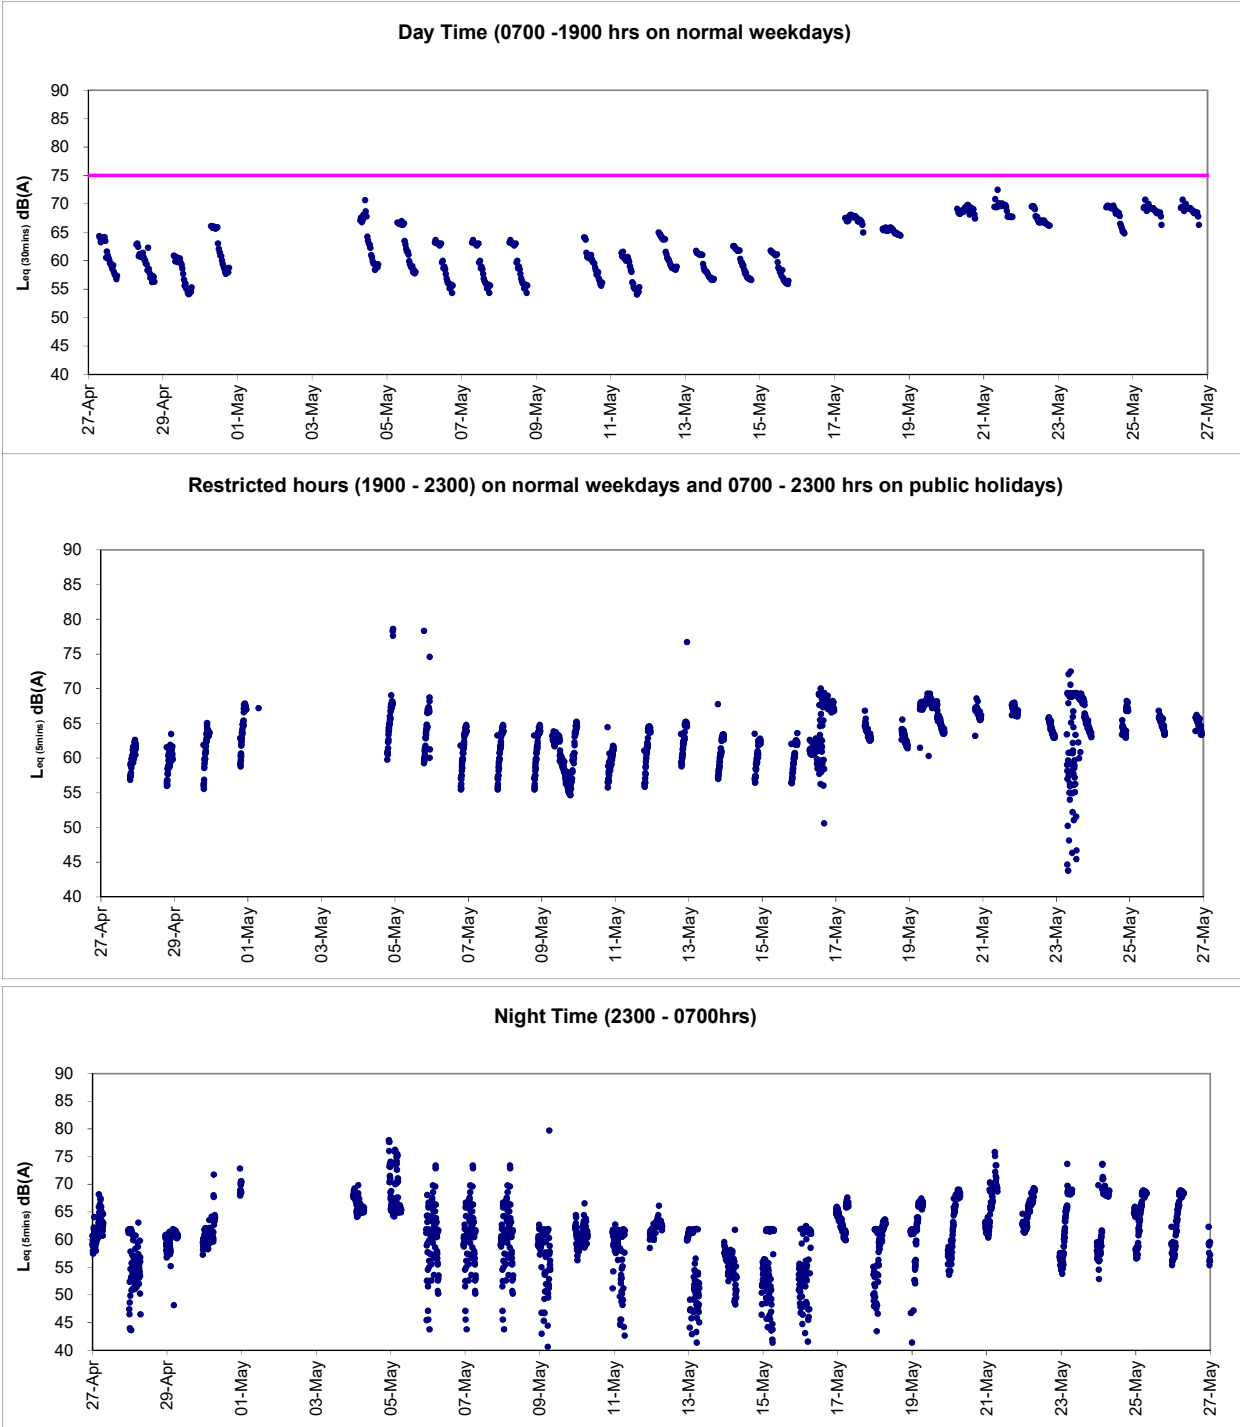 Day Time (0700 -1900 hrs on normal weekdays)
Leq (30mins) dB(A)
90
85
80
75
70
65
60
55
50
45
40
27-Apr
29-Apr
01-May
03-May
05-May
07-May
09-May
11-May
13-May
15-May
17-May
19-May
21-May
23-May
25-May
27-May
Restricted hours (1900 - 2300) on normal weekdays and 0700 - 2300 hrs on public holidays)
Leq (5mins) dB(A)
90
85
80
75
70
65
60
55
50
45
40
27-Apr
29-Apr
01-May
03-May
05-May
07-May
09-May
11-May
13-May
15-May
17-May
19-May
21-May
23-May
25-May
27-May
Night Time (2300 - 0700hrs)
Leq (5mins) dB(A)
90
85
80
75
70
65
60
55
50
45
40
27-Apr
29-Apr
01-May
03-May
05-May
07-May
09-May
11-May
13-May
15-May
17-May
19-May
21-May
23-May
25-May
27-May